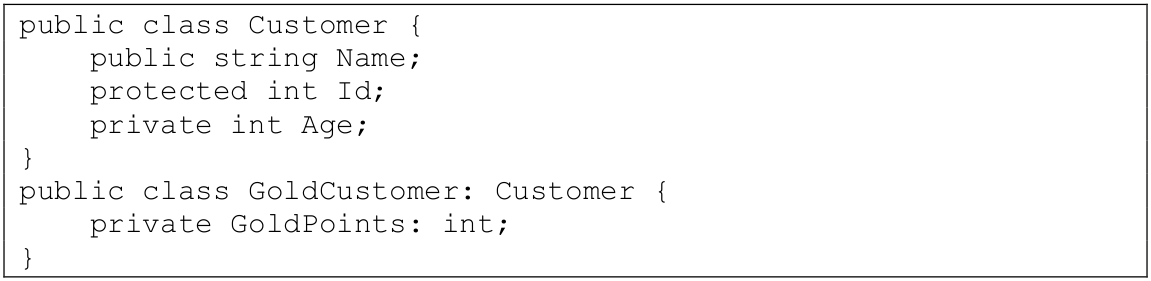 public class Customer {
    public string Name;
    protected int Id;
    private int Age;
}
public class GoldCustomer: Customer {
    private GoldPoints: int;
}